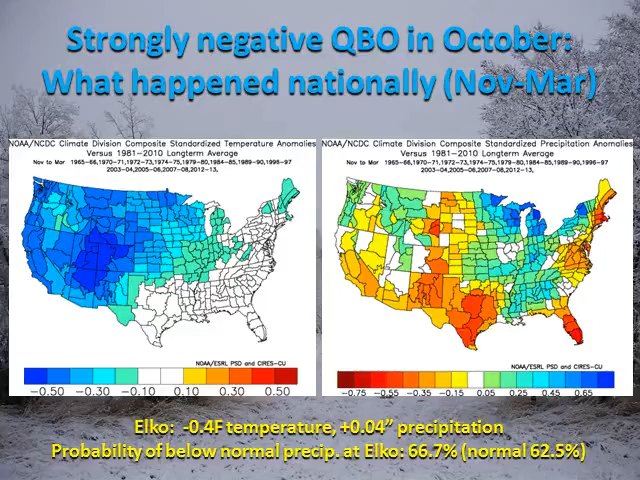 Strongly negative QBO in October:
What happened nationally (Nov-Mar)
NOAA/NCDC Climate Division Composite Standardized Temperature Anomalies
Versus 1981-2010 Longterm Average
Nov to Mar 1965-66,1970-71,1972-73,1974-75,1979-80,1984-85,1989-90,1996-97
2003-04,2005-06,2007-08,2012-13,
NOAA/ESRL PSD and CIRES-CU
-0.50 -0.30 -0.10 0.10 0.30 0.50
NOAA/NCDC Climate Division Composite Standardized Precipitation Anomalies
Versus 1981-2010 Longterm Average
Nov to Mar 1965-66,1970-71,1972-73,1974-75,1979-80,1984-85,1989-90,1996-97
2003-04,2005-06,2007-08,2012-13,
NOAA/ESRL PSD and CIRES-CU
-0.75 -0.55 -0.35 -0.15 0.05 0.25 0.45 0.65
Elko: -0.4F temperature, +0.04” precipitation
Probability of below normal precip. at Elko: 66.7% (normal 62.5%)